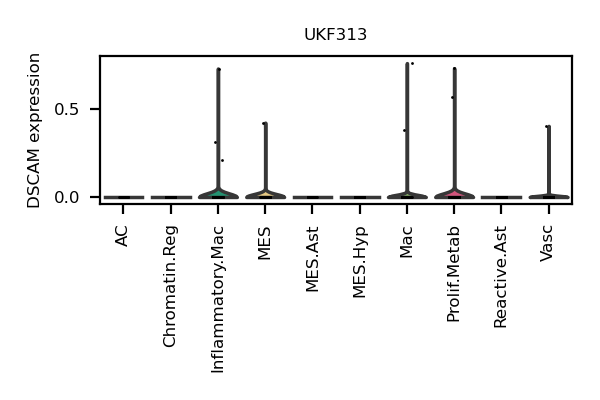 UKF313
DSCAM expression
0.5
0.0
AC
Chromatin.Reg
Inflammatory.Mac
MES
MES.Ast
MES.Hyp
Mac
Prolif.Metab
Reactive.Ast
Vasc